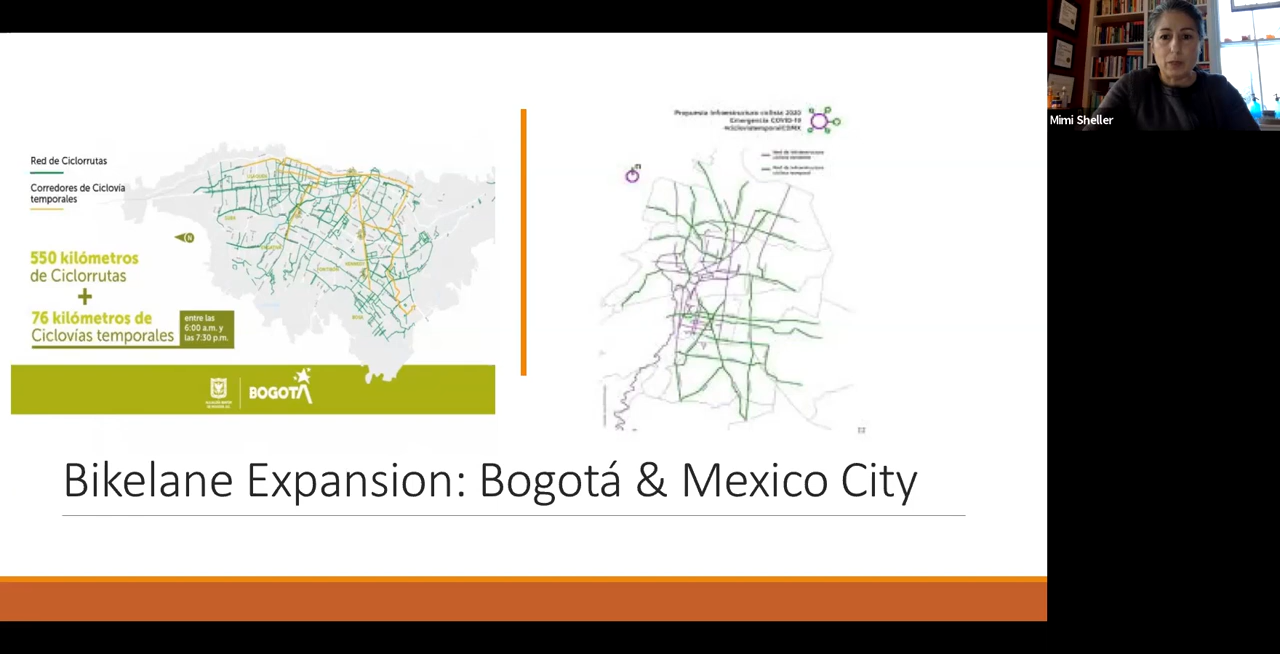 Mimi Sheller
Propuesta Infraestructura ciclista 2020
Emergencia COVID-19
#ciclovíatemporalCDMX
Red de Ciclorrutas
Corredores de Ciclovía
temporales
N
550 kilómetros
de Ciclorrutas
+
76 kilómetros de
Ciclovías temporales
entre las
6:00 a.m. y
las 7:30 p.m.
BOGOTÁ
Bikelane Expansion: Bogotá & Mexico City